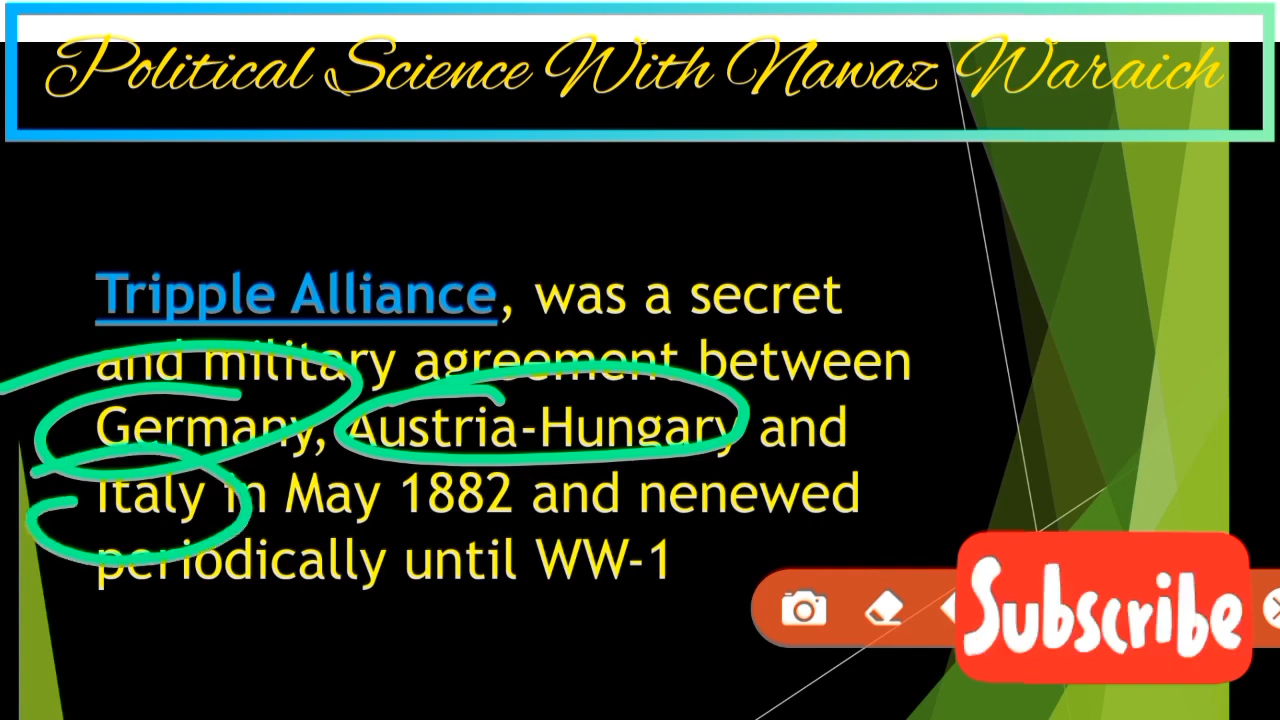 Political Science With Nawaz Waraich
Tripple Alliance, was a secret
and military agreement between
Germany, Austria-Hungary and
Italy in May 1882 and nenewed
periodically until WW-1
Subscribe